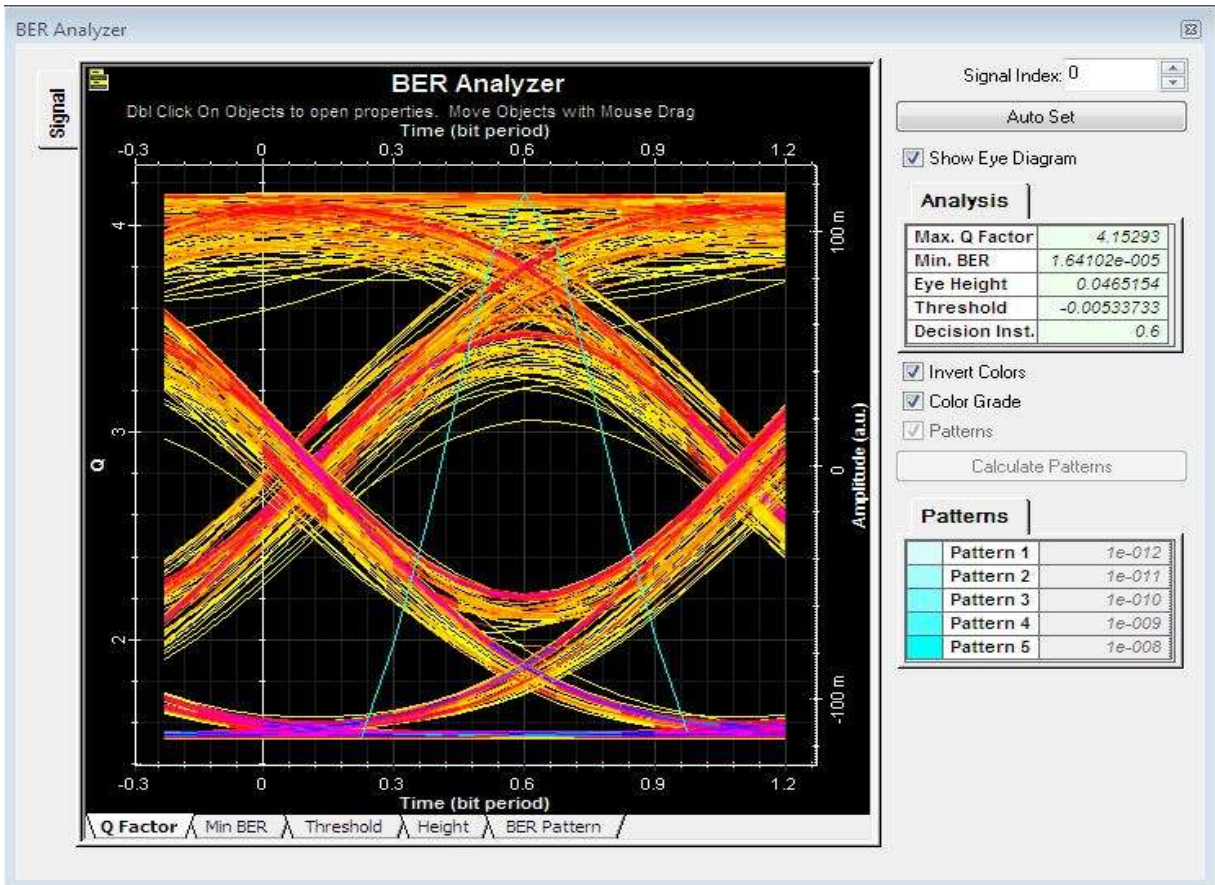 BER Analyzer
Signal
BER Analyzer
Dbl Click On Objects to open properties. Move Objects with Mouse Drag
Time (bit period)
-0.3 0 0.3 0.6 0.9 1.2
Q
4
3
2
100 m
0
-100 m
Amplitude (a.u.)
-0.3 0 0.3 0.6 0.9 1.2
Time (bit period)
Q Factor Min BER Threshold Height BER Pattern
Signal Index: 0
Auto Set
Show Eye Diagram
Analysis
Max. Q Factor 4.15293
Min. BER 1.64102e-005
Eye Height 0.0465154
Threshold -0.00533733
Decision Inst. 0.6
Invert Colors
Color Grade
Patterns
Calculate Patterns
Patterns
Pattern 1 1e-012
Pattern 2 1e-011
Pattern 3 1e-010
Pattern 4 1e-009
Pattern 5 1e-008